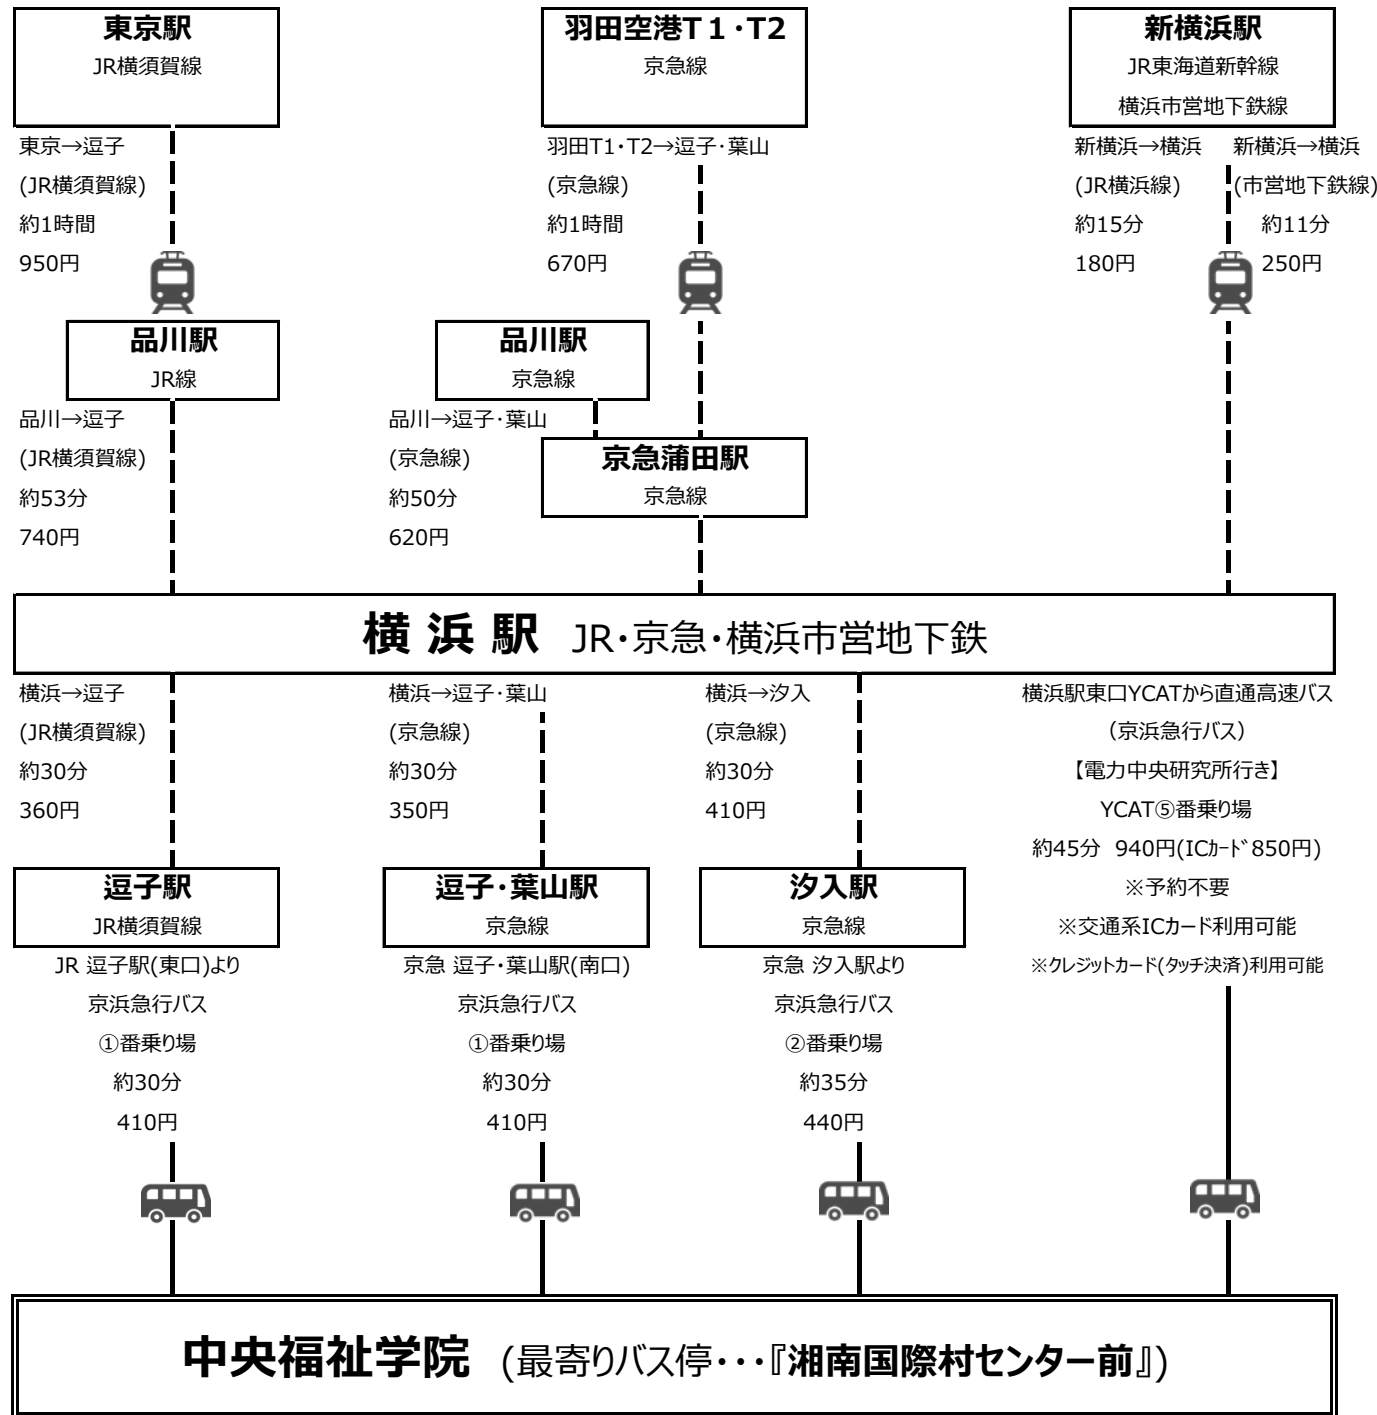 東京駅
JR横須賀線
羽田空港T１・T2
京急線
新横浜駅
JR東海道新幹線
横浜市営地下鉄線
東京→逗子
(JR横須賀線)
約1時間
950円
羽田T1・T2→逗子・葉山
(京急線)
約1時間
670円
新横浜→横浜
(JR横浜線)
約15分
180円
新横浜→横浜
(市営地下鉄線)
約11分
250円
品川駅
JR線
品川→逗子
(JR横須賀線)
約53分
740円
品川駅
京急線
品川→逗子・葉山
(京急線)
約50分
620円
京急蒲田駅
京急線
横 浜 駅 JR・京急・横浜市営地下鉄
横浜→逗子
(JR横須賀線)
約30分
360円
横浜→逗子・葉山
(京急線)
約30分
350円
横浜→汐入
(京急線)
約30分
410円
横浜駅東口YCATから直通高速バス
（京浜急行バス）
【電力中央研究所行き】
YCAT⑤番乗り場
約45分 940円(ICｶｰﾄﾞ850円)
※予約不要
※交通系ICカード利用可能
※クレジットカード(タッチ決済)利用可能
逗子駅
JR横須賀線
JR 逗子駅(東口)より
京浜急行バス
①番乗り場
約30分
410円
逗子・葉山駅
京急線
京急 逗子・葉山駅(南口)
京浜急行バス
①番乗り場
約30分
410円
汐入駅
京急線
京急 汐入駅より
京浜急行バス
②番乗り場
約35分
440円
中央福祉学院 (最寄りバス停・・・『湘南国際村センター前』)